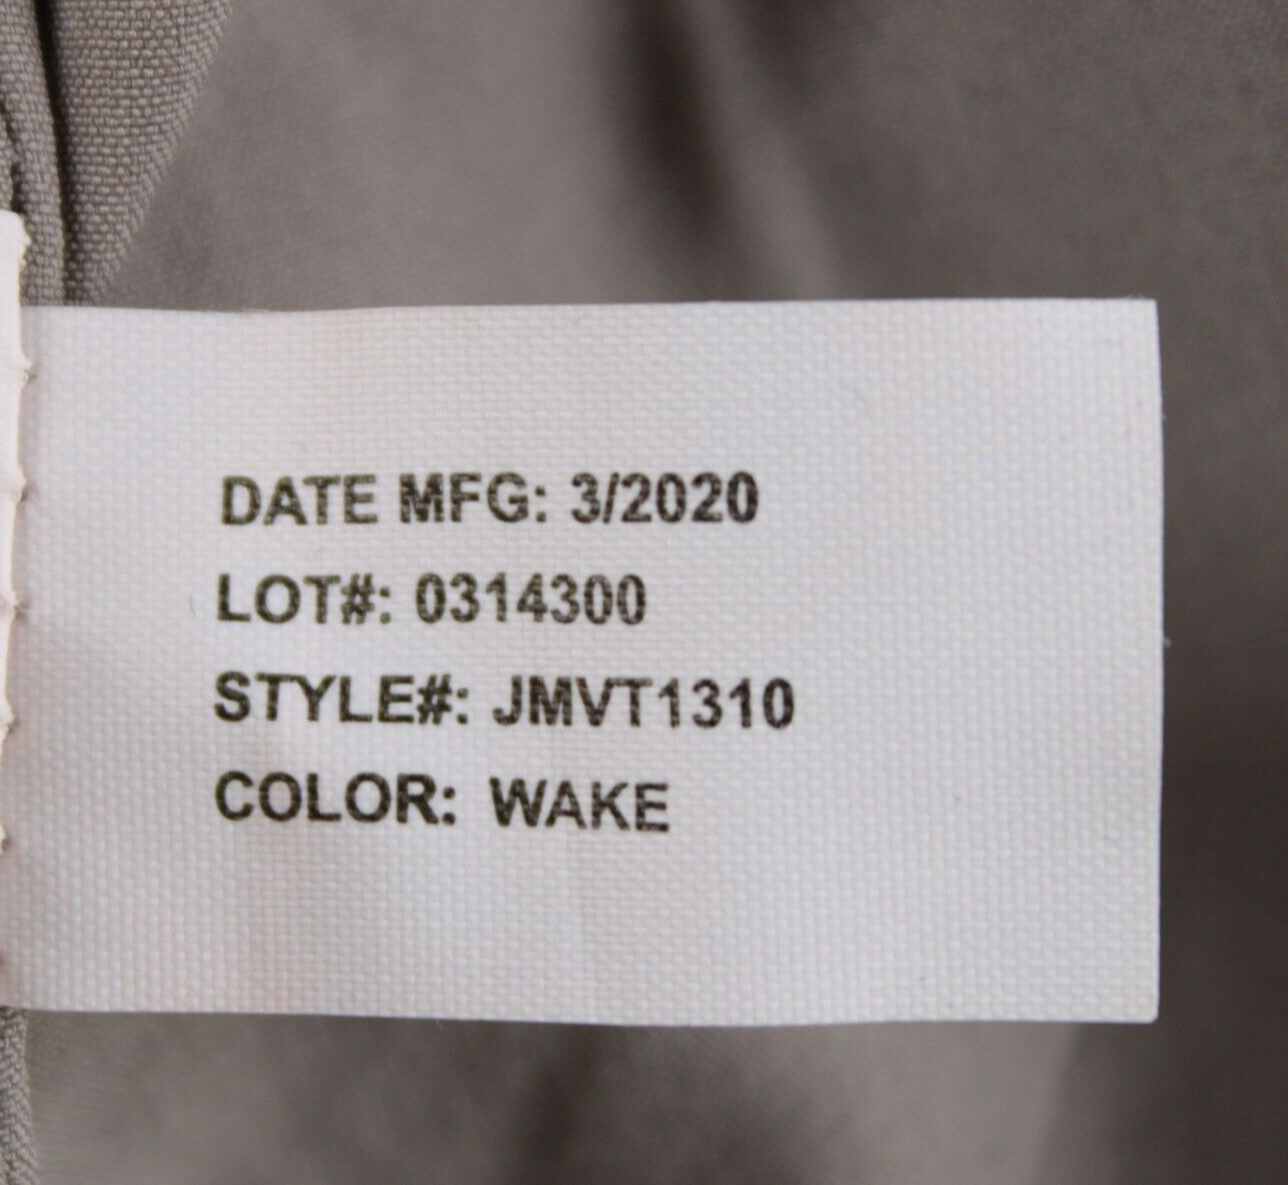 DATE MFG: 3/2020
LOT#: 0314300
STYLE#: JMVT1310
COLOR: WAKE